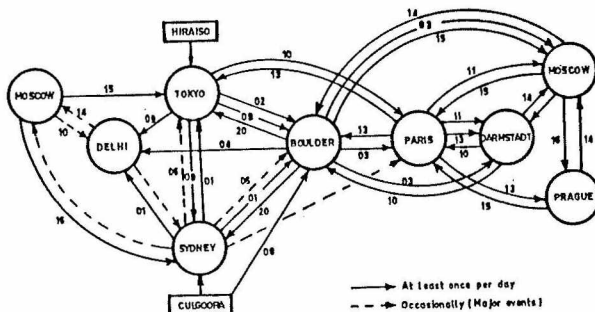 HIRAISO
MOSCOW
TOKYO
DELHI
BOULDER
PARIS
DARMSTADT
MOSCOW
PRAGUE
SYDNEY
CULGOORA
14
03
15
10
13
11
15
15
02
08
20
09
14
10
04
13
03
11
13
10
14
16
14
03
10
13
15
06
09
01
06
01
20
01
16
08
At least once per day
Occasionally (Major events)